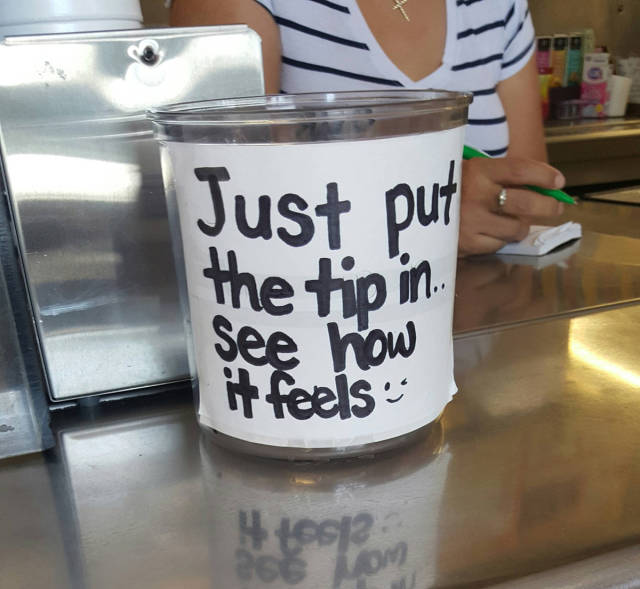 Just put
the tip in..
see how
it feels :)